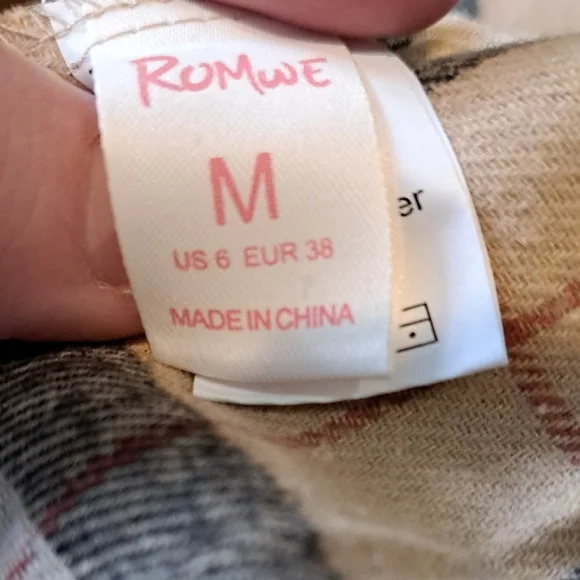 ROMWE
M
US 6 EUR 38
MADE IN CHINA
er